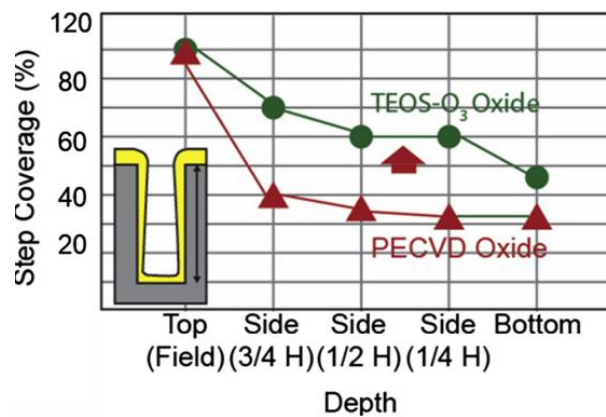 Step Coverage (%)
120
80
60
40
20
TEOS-O₃ Oxide
PECVD Oxide
Top Side Side Side Bottom
(Field) (3/4 H) (1/2 H) (1/4 H)
Depth